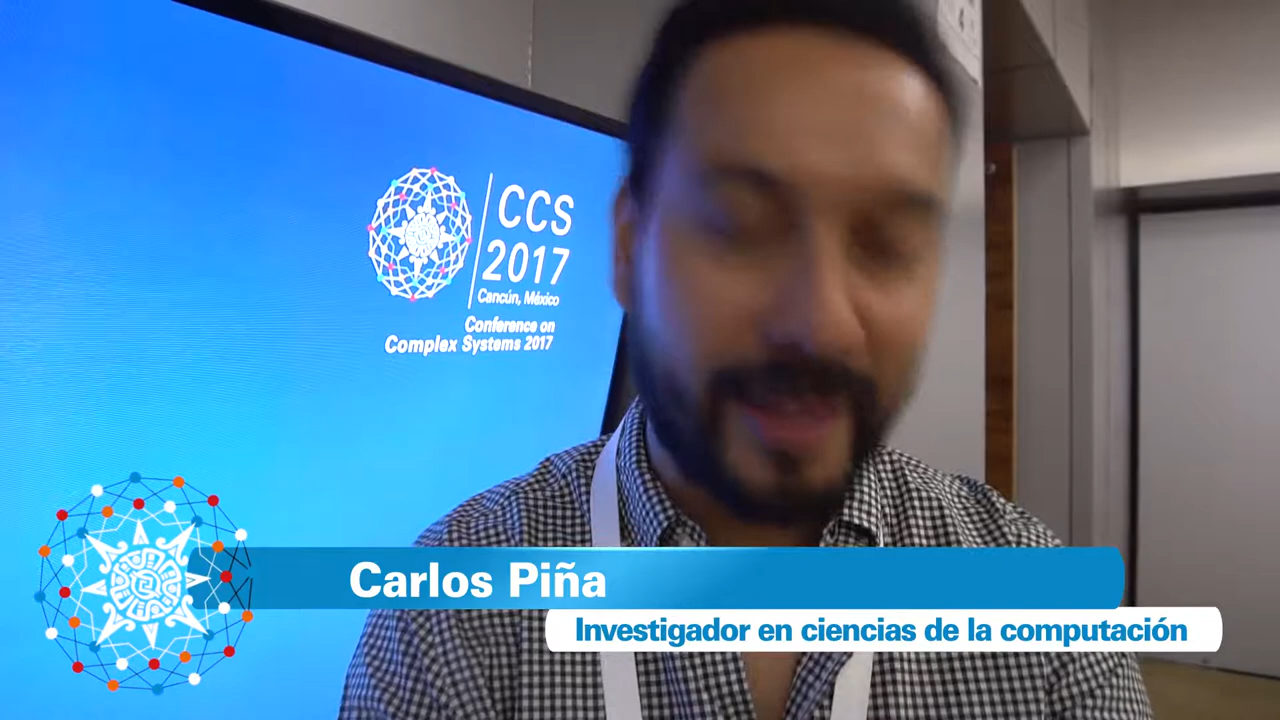 CCS
2017
Cancún, México
Conference on
Complex Systems 2017
Carlos Piña
Investigador en ciencias de la computación